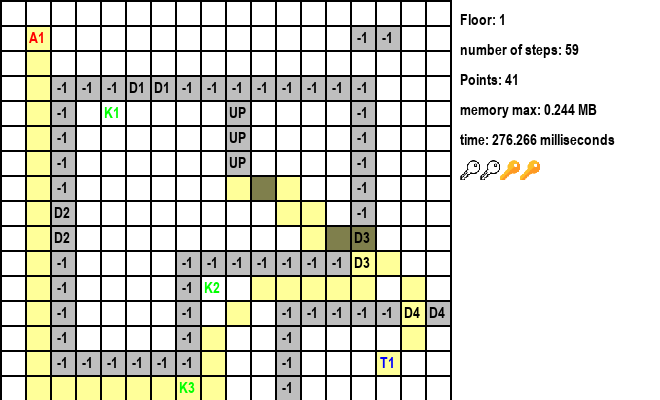 Floor: 1
A1 -1 -1
number of steps: 59
-1 -1 -1 D1 D1 -1 -1 -1 -1 -1 -1 -1 -1
Points: 41
-1 K1 UP -1
memory max: 0.244 MB
-1 UP -1
time: 276.266 milliseconds
-1 UP -1
-1 -1
D2 -1
D2 D3
-1 -1 -1 -1 -1 -1 -1 -1 D3
-1 -1 K2
-1 -1 -1 -1 -1 -1 -1 D4 D4
-1 -1 -1
-1 -1 -1 -1 -1 -1 -1 T1
K3 -1